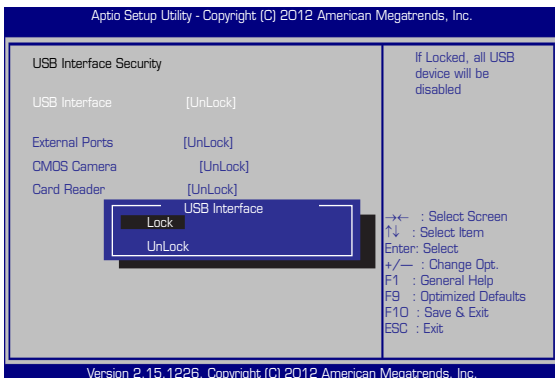 Aptio Setup Utility - Copyright (C) 2012 American Megatrends, Inc.
USB Interface Security
USB Interface [UnLock]
External Ports [UnLock]
CMOS Camera [UnLock]
Card Reader [UnLock]
USB Interface
Lock
UnLock
If Locked, all USB
device will be
disabled
→← : Select Screen
↑↓ : Select Item
Enter: Select
+/— : Change Opt.
F1 : General Help
F9 : Optimized Defaults
F10 : Save & Exit
ESC : Exit
Version 2.15.1226. Copyright (C) 2012 American Megatrends, Inc.